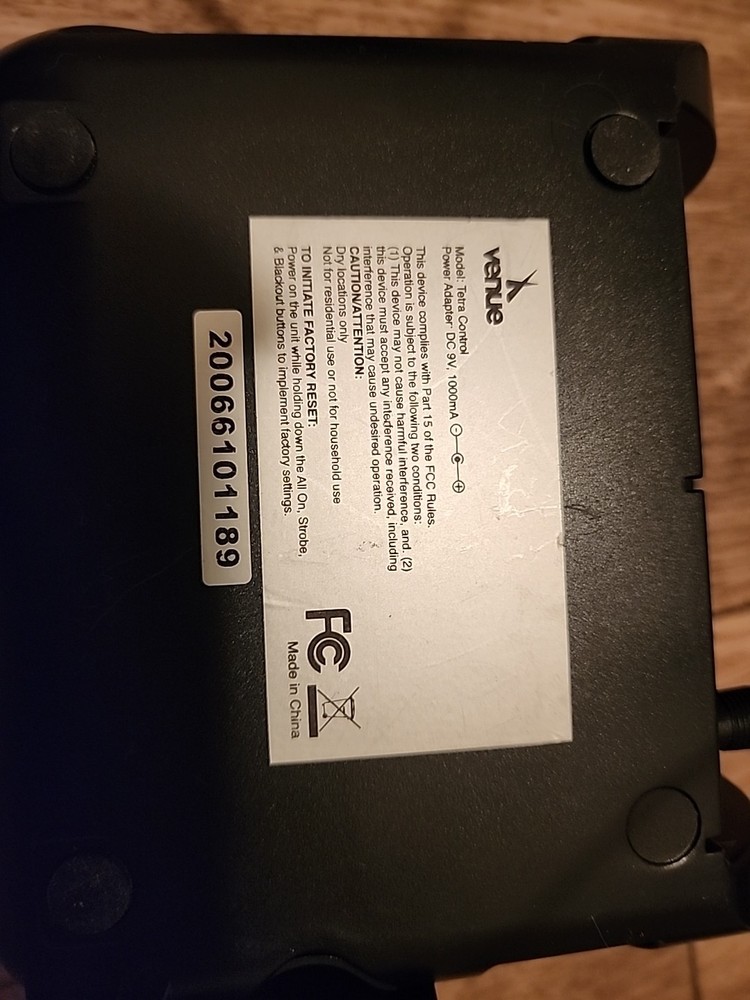 venue
Model: Tetra Control
Power Adapter: DC 9V, 1000mA
This device complies with Part 15 of the FCC Rules.
Operation is subject to the following two conditions:
(1) This device may not cause harmful interference, and. (2)
this device must accept any intederence received, including
interference that may cause undesired operation.
CAUTION/ATTENTION:
Dry locations only
Not for residential use or not for household use
TO INITIATE FACTORY RESET:
Power on the unit while holding down the All On, Strobe,
& Blackout buttons to implement factory settings.
FC
Made in China
20066101189